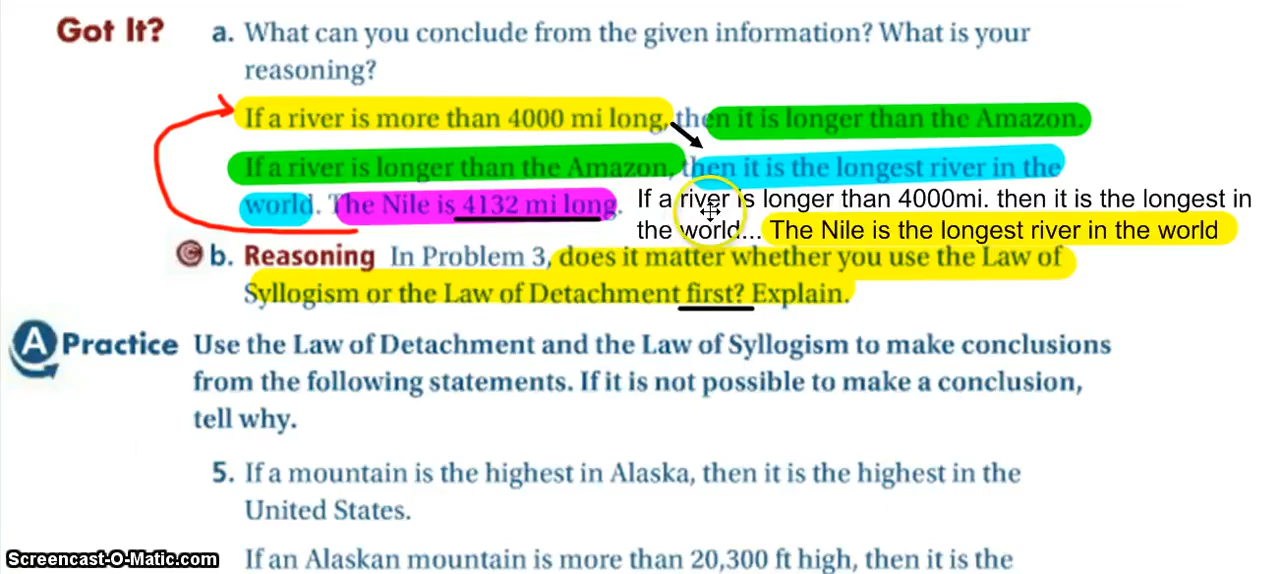 Got It? a. What can you conclude from the given information? What is your
reasoning?
If a river is more than 4000 mi long, then it is longer than the Amazon.
If a river is longer than the Amazon, then it is the longest river in the
world. The Nile is 4132 mi long.
If a river is longer than 4000mi. then it is the longest in
the world... The Nile is the longest river in the world
b. Reasoning In Problem 3, does it matter whether you use the Law of
Syllogism or the Law of Detachment first? Explain.
A Practice Use the Law of Detachment and the Law of Syllogism to make conclusions
from the following statements. If it is not possible to make a conclusion,
tell why.
5. If a mountain is the highest in Alaska, then it is the highest in the
United States.
If an Alaskan mountain is more than 20,300 ft high, then it is the
Screencast-O-Matic.com